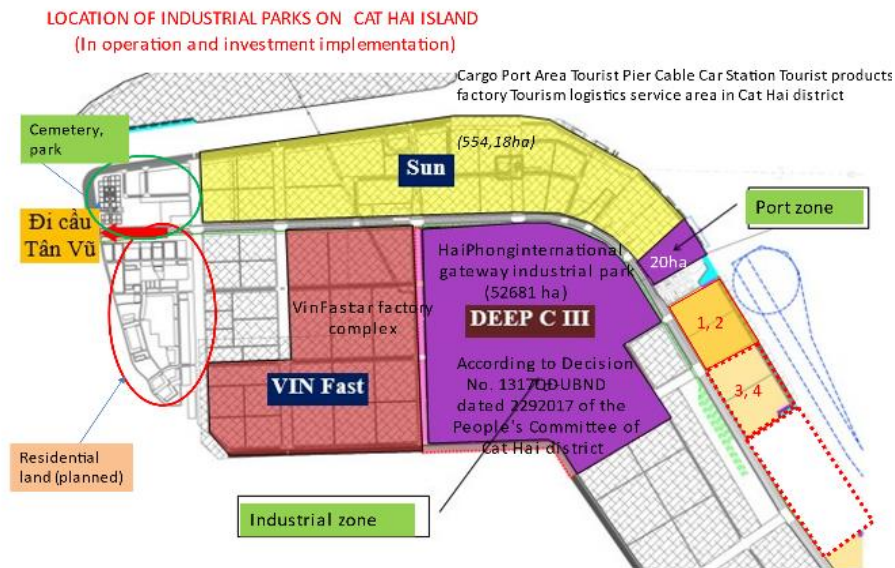 LOCATION OF INDUSTRIAL PARKS ON CAT HAI ISLAND
(In operation and investment implementation)
Cargo Port Area Tourist Pier Cable Car Station Tourist products
factory Tourism logistics service area in Cat Hai district
Cemetery,
park
(554,18ha)
Sun
Đi cầu
Tân Vũ
Port zone
20ha
HaiPhonginternational
gateway industrial park
(52681 ha)
DEEP C III
VinFastar factory
complex
VIN Fast
According to Decision
No. 1317QĐUBND
dated 2292017 of the
People's Committee of
Cat Hai district
1, 2
3, 4
Residential
land (planned)
Industrial zone